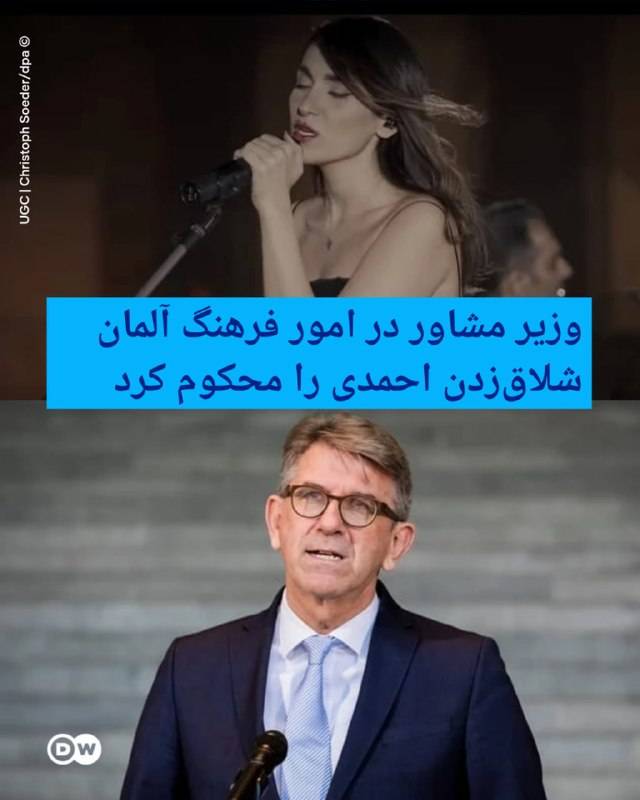 UGC | Christoph Soeder/dpa ©
وزیر مشاور در امور فرهنگ آلمان
شلاق‌زدن احمدی را محکوم کرد
DW